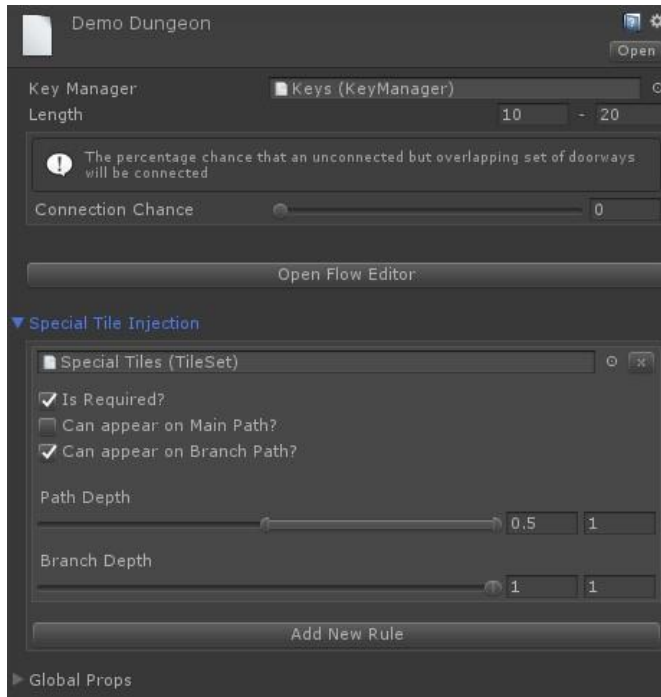 Demo Dungeon
Open
Key Manager Keys (KeyManager)
Length 10 - 20
The percentage chance that an unconnected but overlapping set of doorways
will be connected
Connection Chance 0
Open Flow Editor
Special Tile Injection
Special Tiles (TileSet) x
Is Required?
Can appear on Main Path?
Can appear on Branch Path?
Path Depth
0.5 1
Branch Depth
1 1
Add New Rule
Global Props